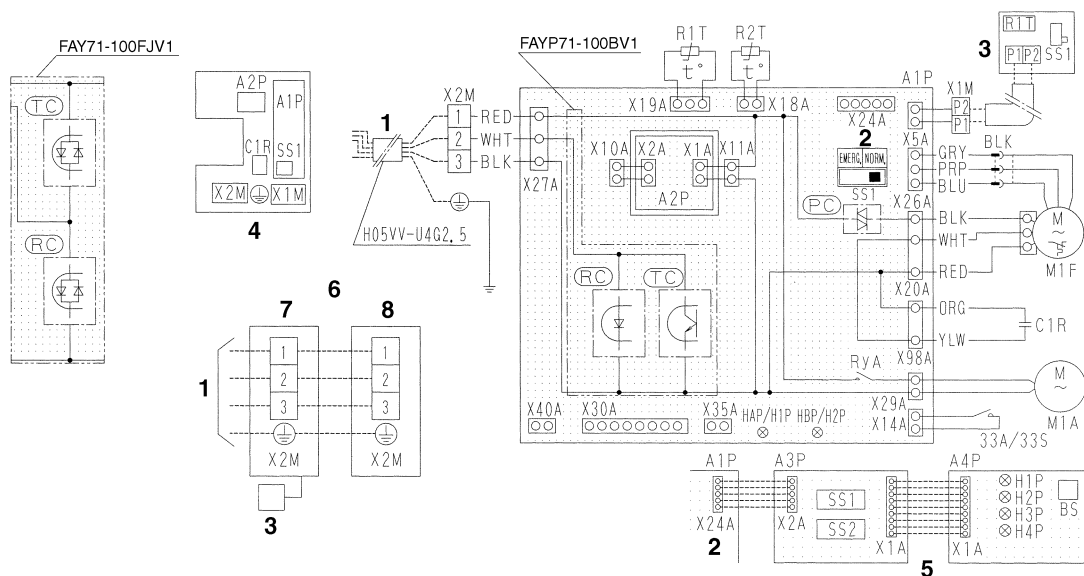 FAY71-100FJV1
TC
RC
A2P
A1P
C1R
SS1
X2M
X1M
4
1
H05VV-U4G2.5
X2M
1
RED
2
WHT
3
BLK
X27A
FAYP71-100BV1
R1T
R2T
t°
t°
X19A
X18A
A1P
X24A
2
EMERG. NORM.
SS1
PC
X10A
X2A
X1A
X11A
A2P
RC
TC
X40A
X30A
X35A
HAP/H1P
HBP/H2P
RyA
X5A
X1M
P2
P1
BLK
GRY
PRP
BLU
X26A
BLK
WHT
RED
X20A
ORG
YLW
X98A
X29A
X14A
M
~
M1F
C1R
M
~
M1A
33A/33S
3
R1T
P1
P2
SS1
6
7
8
1
1
1
2
2
3
3
X2M
X2M
3
A1P
X24A
2
A3P
X2A
SS1
SS2
X1A
5
A4P
X1A
H1P
H2P
H3P
H4P
BS